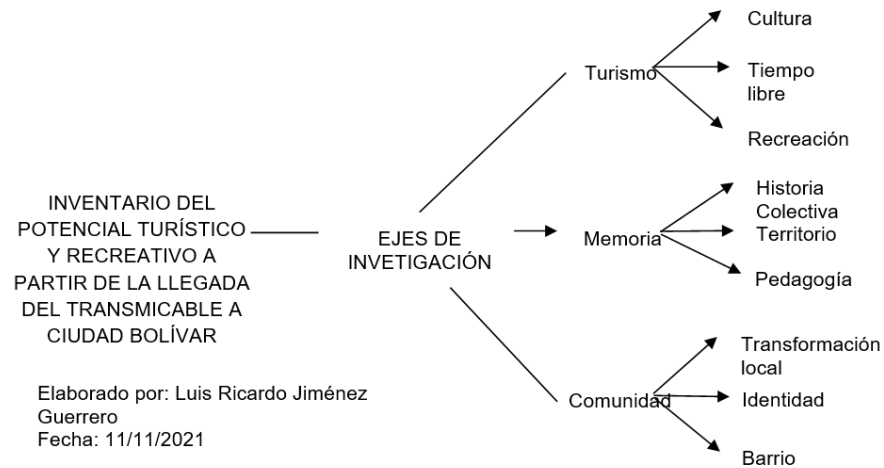 INVENTARIO DEL
POTENCIAL TURÍSTICO
Y RECREATIVO A
PARTIR DE LA LLEGADA
DEL TRANSMICABLE A
CIUDAD BOLÍVAR
Elaborado por: Luis Ricardo Jiménez
Guerrero
Fecha: 11/11/2021
EJES DE
INVETIGACIÓN
Turismo
Cultura
Tiempo
libre
Recreación
Memoria
Historia
Colectiva
Territorio
Pedagogía
Comunidad
Transformación
local
Identidad
Barrio